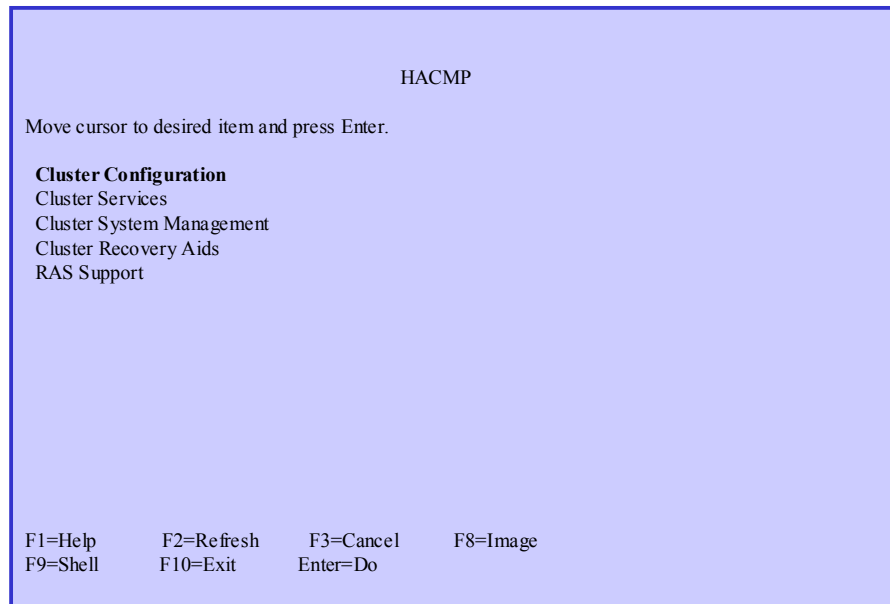 HACMP
Move cursor to desired item and press Enter.
Cluster Configuration
Cluster Services
Cluster System Management
Cluster Recovery Aids
RAS Support
F1=Help F2=Refresh F3=Cancel F8=Image
F9=Shell F10=Exit Enter=Do